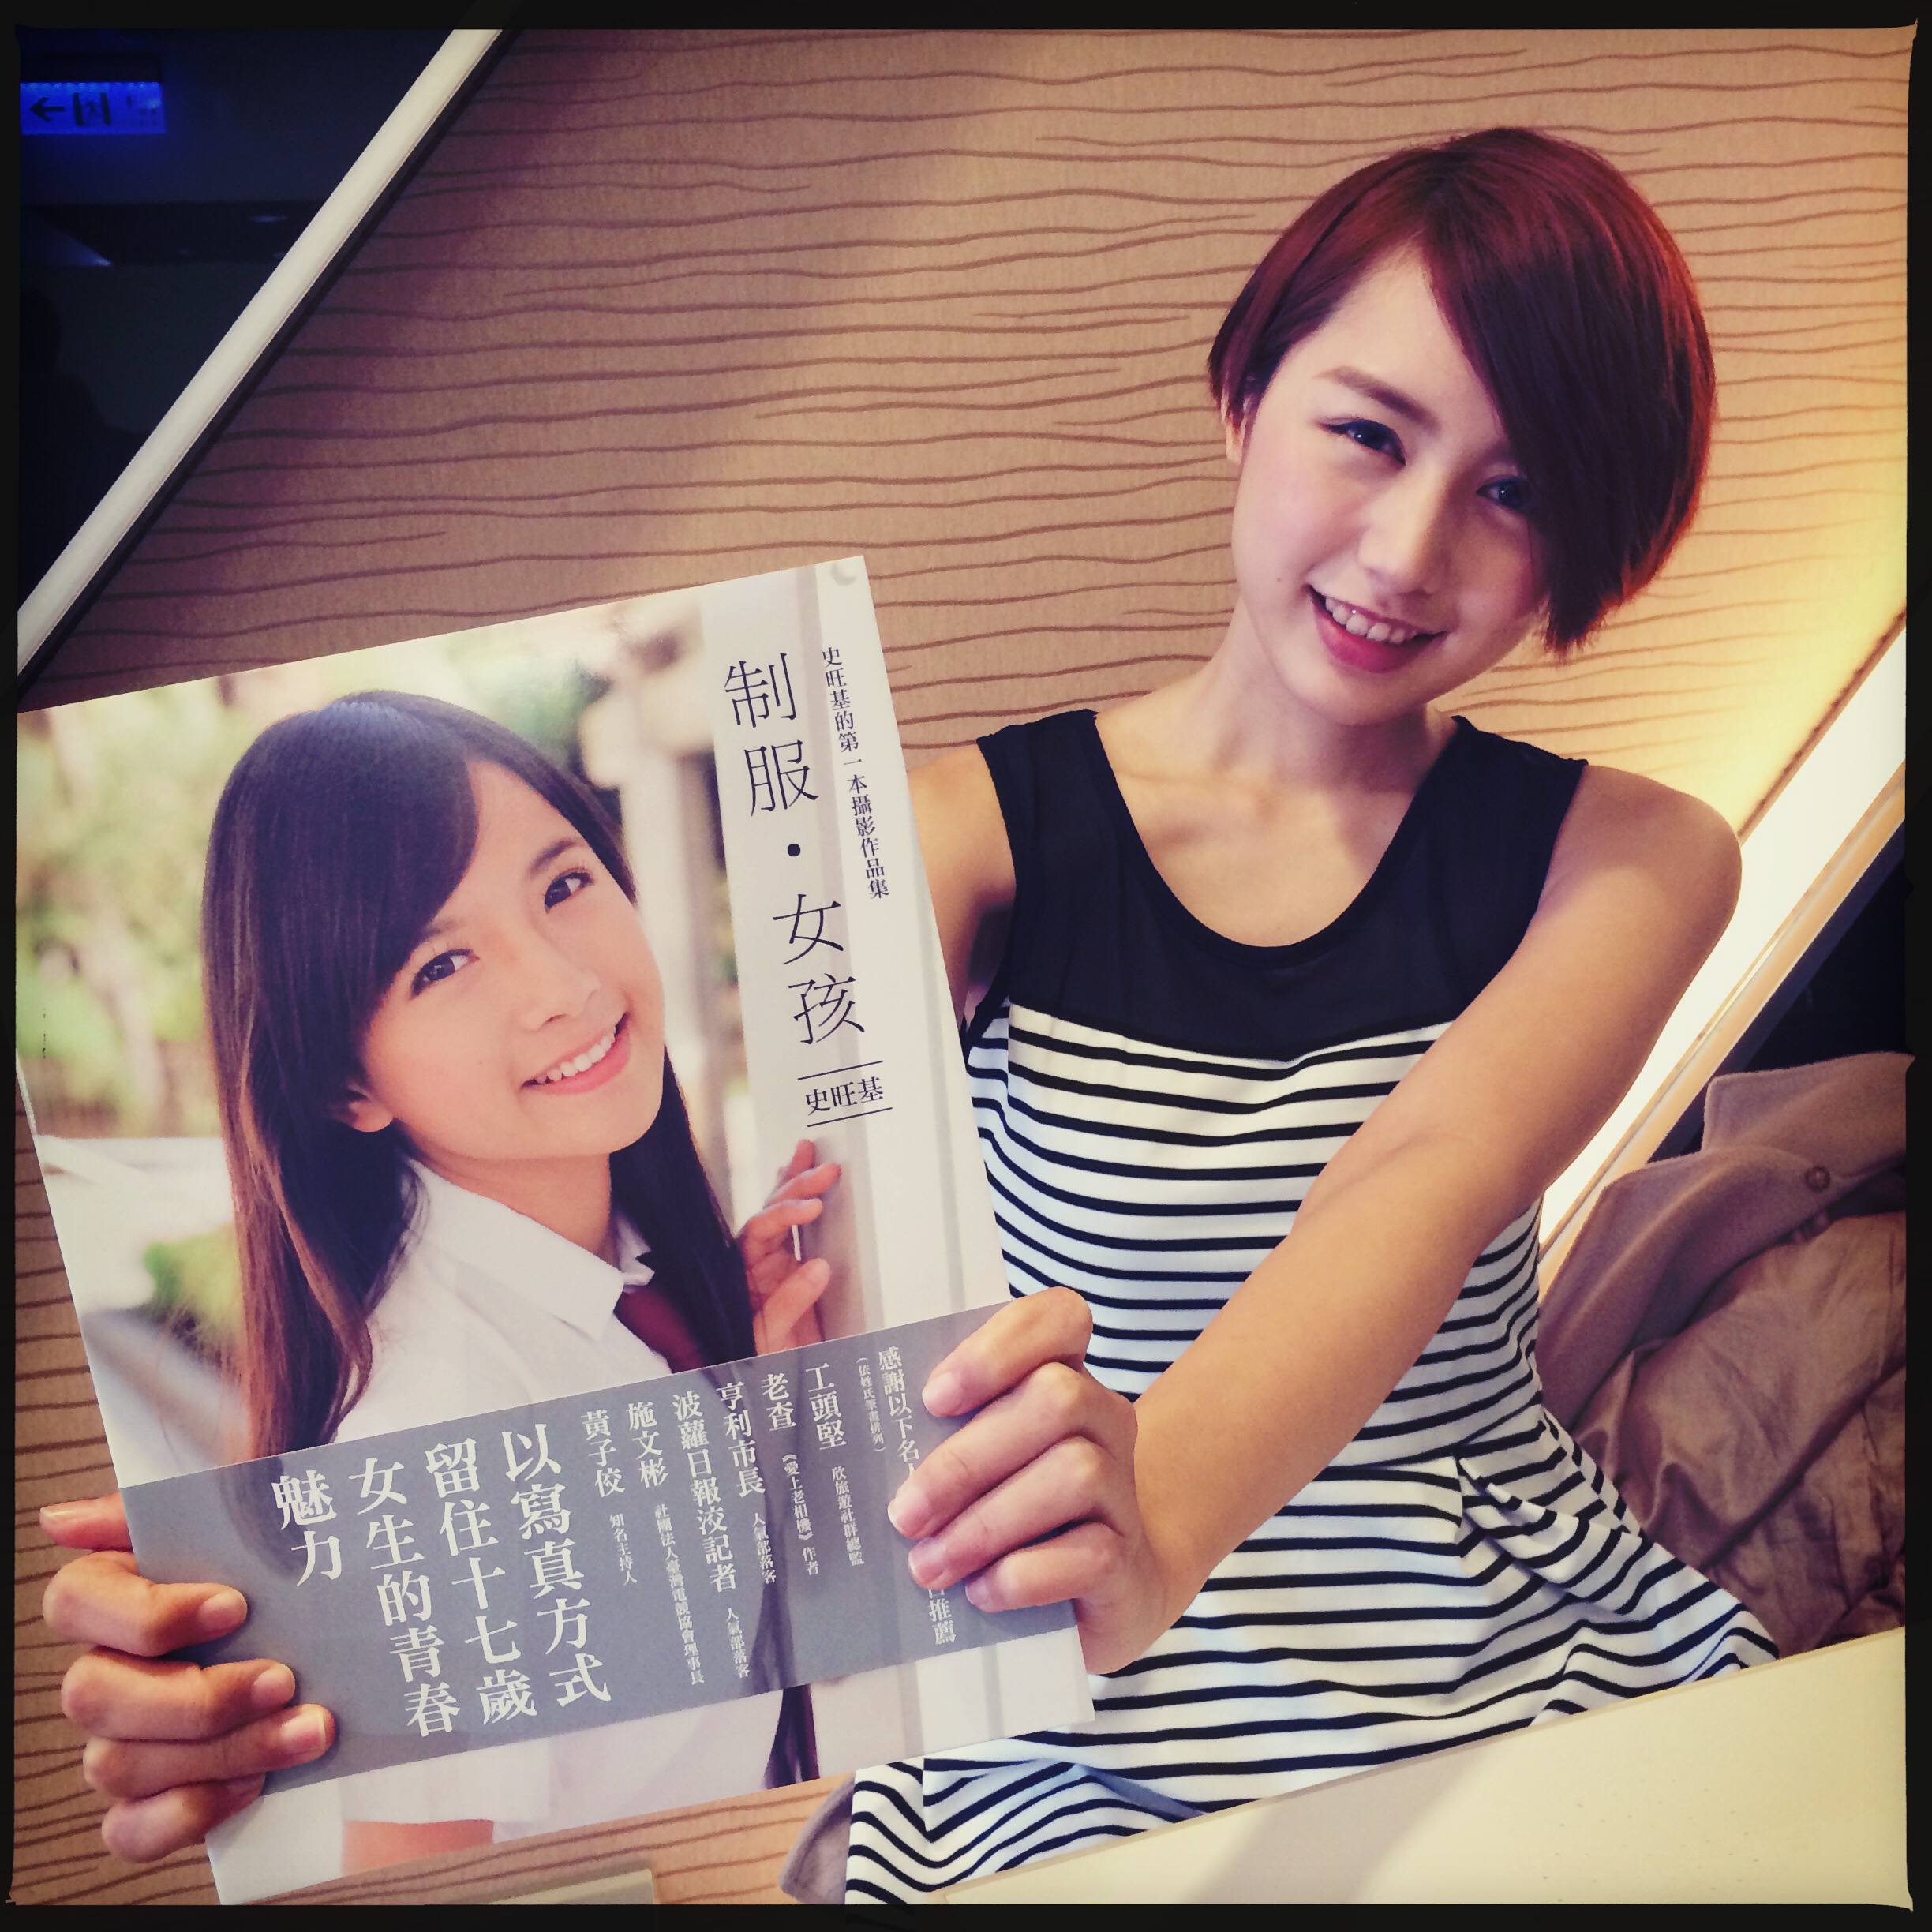 史旺基的第一本攝影作品集
制服・女孩
史旺基
感謝以下名
推薦
（依姓氏筆畫排列）
工頭堅 欣旅遊社群總監
老查 《愛上老相機》作者
亨利市長 人氣部落客
波蘿日報洨記者 人氣部落客
施文彬 社團法人臺灣電競協會理事長
黃子佼 知名主持人
以寫真方式
留住十七歲
女生的青春
魅力